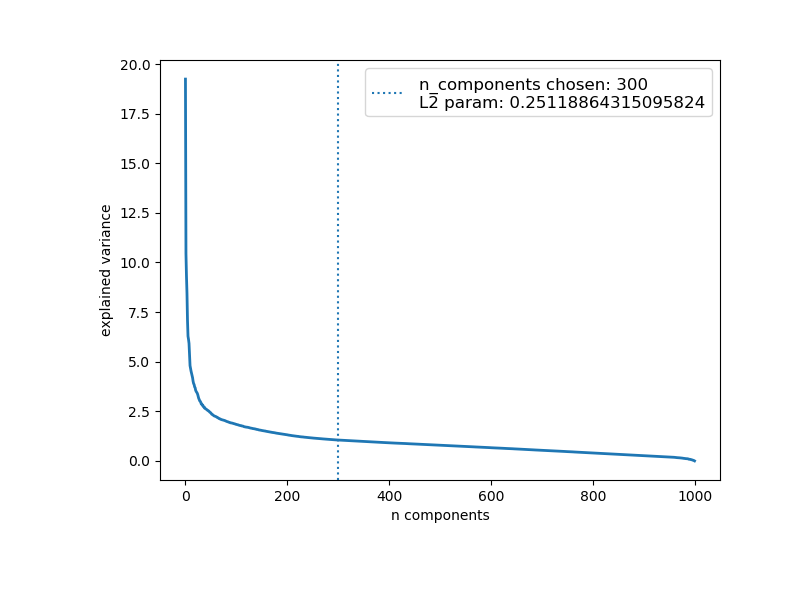 20.0
17.5
15.0
12.5
10.0
7.5
5.0
2.5
0.0
explained variance
n_components chosen: 300
L2 param: 0.25118864315095824
0 200 400 600 800 1000
n components